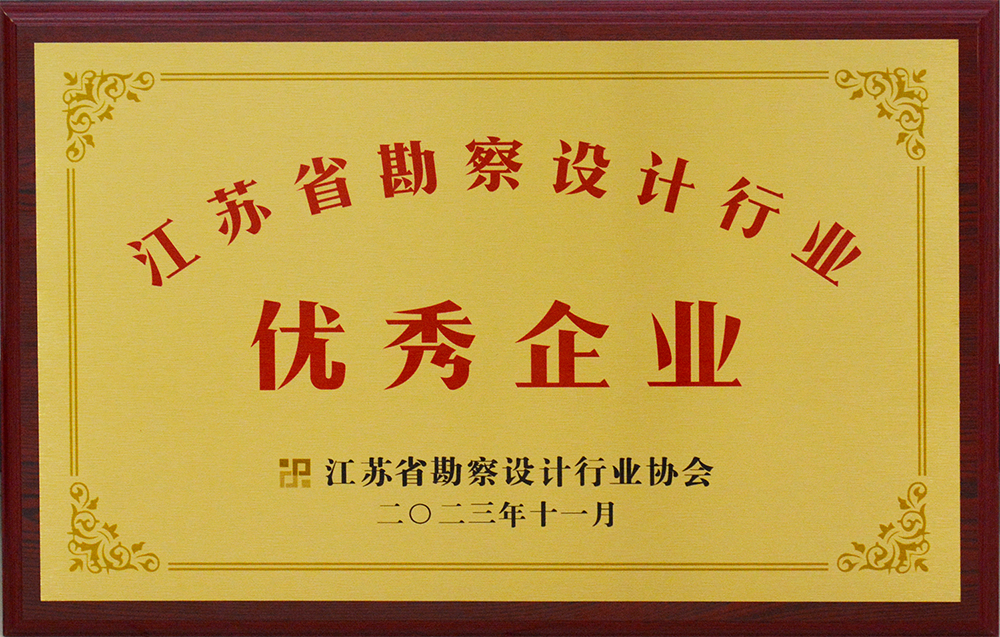 江苏省勘察设计行业
优秀企业
江苏省勘察设计行业协会
二〇二三年十一月